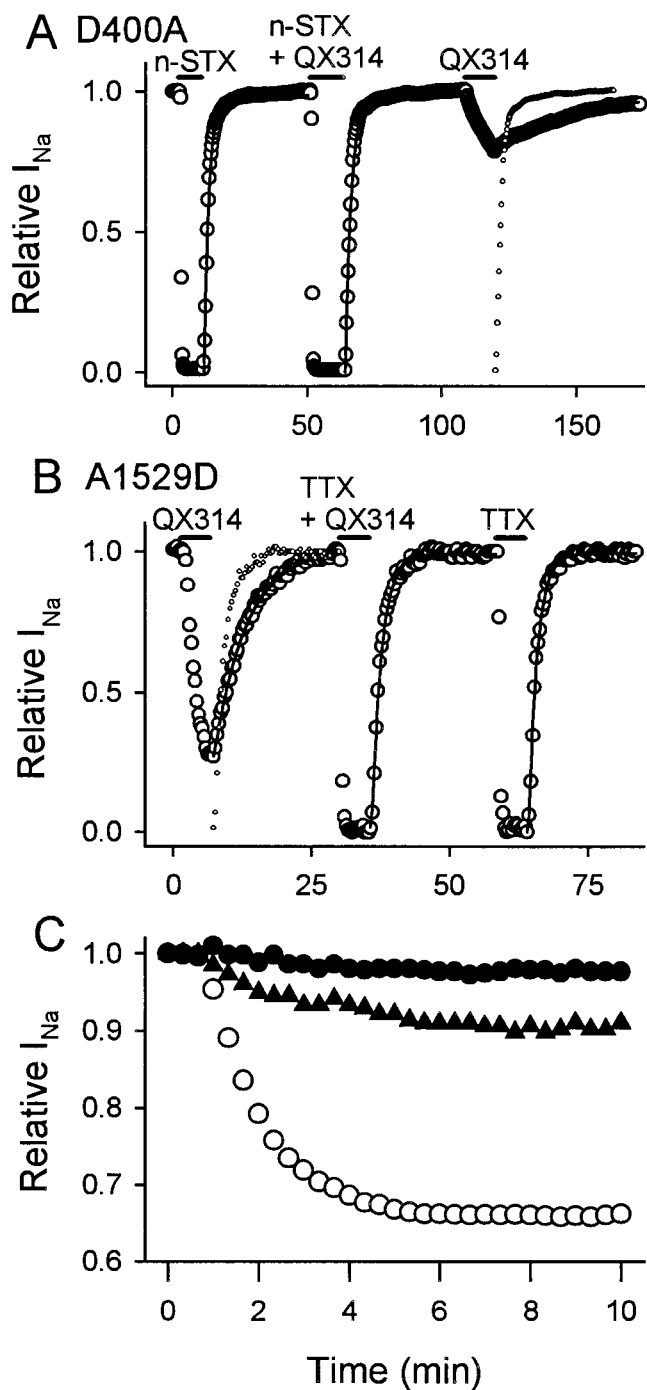 A D400A
n-STX
n-STX
+ QX314
QX314
1.0
0.5
0.0
Relative I_Na
0 50 100 150
B A1529D
QX314
TTX
+ QX314
TTX
1.0
0.5
0.0
Relative I_Na
0 25 50 75
C
1.0
0.9
0.8
0.7
0.6
Relative I_Na
0 2 4 6 8 10
Time (min)